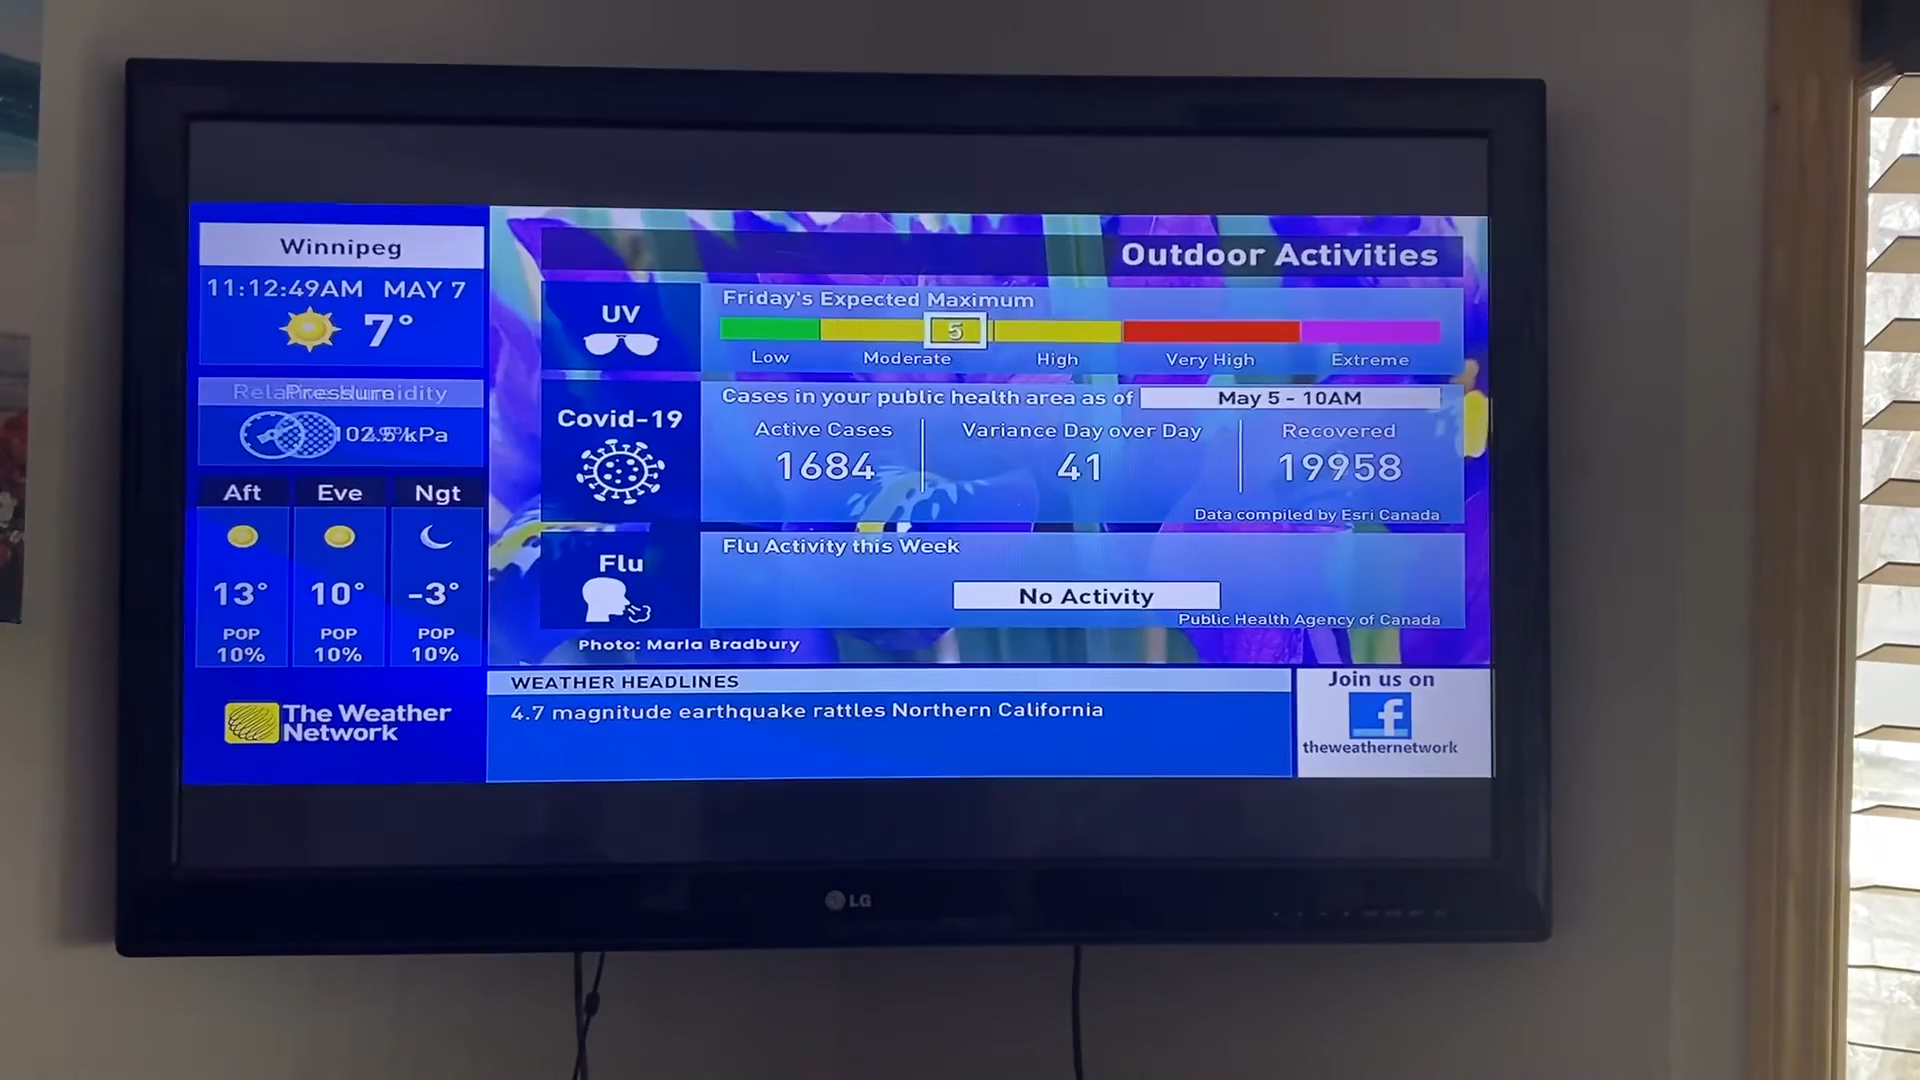 Winnipeg
11:12:49AM MAY 7
7°
Pressure
Aft Eve Ngt
13° 10° -3°
POP POP POP
10% 10% 10%
The Weather
Network
Outdoor Activities
UV
Friday's Expected Maximum
5
Low Moderate High Very High Extreme
Covid-19
Cases in your public health area as of May 5 - 10AM
Active Cases Variance Day over Day Recovered
1684 41 19958
Data compiled by Esri Canada
Flu
Flu Activity this Week
No Activity
Public Health Agency of Canada
Photo: Marla Bradbury
WEATHER HEADLINES
4.7 magnitude earthquake rattles Northern California
Join us on
f
theweathernetwork
LG